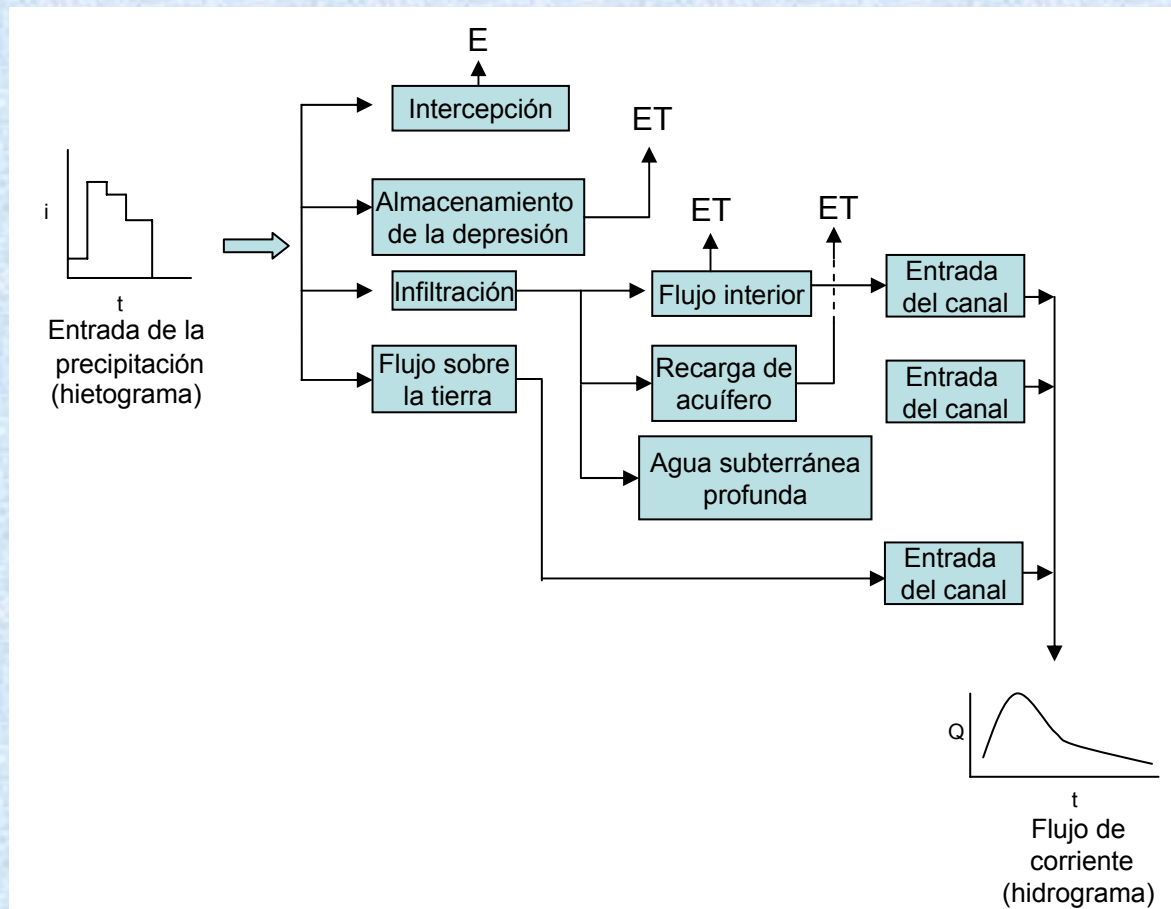 E
Intercepción
ET
Almacenamiento
de la depresión
i
t
Entrada de la
precipitación
(hietograma)
ET
ET
Infiltración
Flujo interior
Entrada
del canal
Flujo sobre
la tierra
Recarga de
acuífero
Entrada
del canal
Agua subterránea
profunda
Entrada
del canal
Q
t
Flujo de
corriente
(hidrograma)